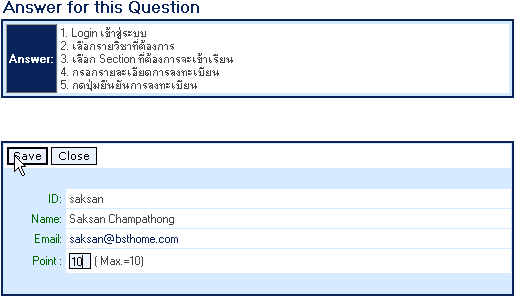 Answer for this Question
Answer:
1. Login เข้าสู่ระบบ
2. เลือกรายวิชาที่ต้องการ
3. เลือก Section ที่ต้องการจะเข้าเรียน
4. กรอกรายละเอียดการลงทะเบียน
5. กดปุ่มยืนยันการลงทะเบียน
Save Close
ID: saksan
Name: Saksan Champathong
Email: saksan@bsthome.com
Point : 10 ( Max.=10)